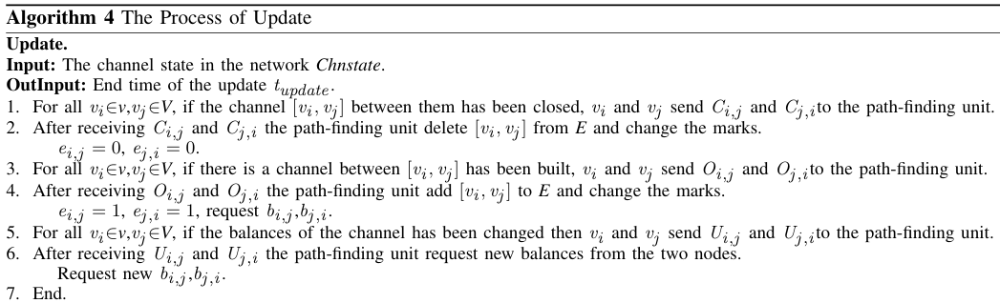 Algorithm 4 The Process of Update
Update.
Input: The channel state in the network Chnstate.
OutInput: End time of the update t_{update}.
1. For all v_i∈v,v_j∈V, if the channel [v_i, v_j] between them has been closed, v_i and v_j send C_{i,j} and C_{j,i}to the path-finding unit.
2. After receiving C_{i,j} and C_{j,i} the path-finding unit delete [v_i, v_j] from E and change the marks.
e_{i,j} = 0, e_{j,i} = 0.
3. For all v_i∈v,v_j∈V, if there is a channel between [v_i, v_j] has been built, v_i and v_j send O_{i,j} and O_{j,i}to the path-finding unit.
4. After receiving O_{i,j} and O_{j,i} the path-finding unit add [v_i, v_j] to E and change the marks.
e_{i,j} = 1, e_{j,i} = 1, request b_{i,j},b_{j,i}.
5. For all v_i∈v,v_j∈V, if the balances of the channel has been changed then v_i and v_j send U_{i,j} and U_{j,i}to the path-finding unit.
6. After receiving U_{i,j} and U_{j,i} the path-finding unit request new balances from the two nodes.
Request new b_{i,j},b_{j,i}.
7. End.